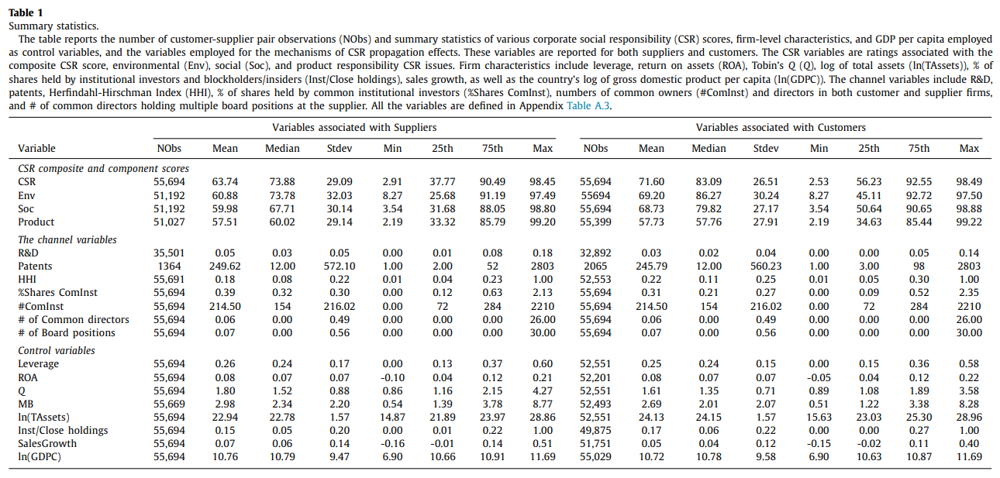 Table 1
Summary statistics.
The table reports the number of customer-supplier pair observations (NObs) and summary statistics of various corporate social responsibility (CSR) scores, firm-level characteristics, and GDP per capita employed
as control variables, and the variables employed for the mechanisms of CSR propagation effects. These variables are reported for both suppliers and customers. The CSR variables are ratings associated with the
composite CSR score, environmental (Env), social (Soc), and product responsibility CSR issues. Firm characteristics include leverage, return on assets (ROA), Tobin's Q (Q), log of total assets (ln(TAssets)), % of
shares held by institutional investors and blockholders/insiders (Inst/Close holdings), sales growth, as well as the country's log of gross domestic product per capita (ln(GDPC)). The channel variables include R&D,
patents, Herfindahl-Hirschman Index (HHI), % of shares held by common institutional investors (%Shares ComInst), numbers of common owners (#ComInst) and directors in both customer and supplier firms,
and # of common directors holding multiple board positions at the supplier. All the variables are defined in Appendix Table A.3.
Variables associated with Suppliers Variables associated with Customers
Variable NObs Mean Median Stdev Min 25th 75th Max NObs Mean Median Stdev Min 25th 75th Max
CSR composite and component scores
CSR 55,694 63.74 73.88 29.09 2.91 37.77 90.49 98.45 55,694 71.60 83.09 26.51 2.53 56.23 92.55 98.49
Env 51,192 60.88 73.78 32.03 8.27 25.68 91.19 97.49 55694 69.20 86.27 30.24 8.27 45.11 92.72 97.50
Soc 51,192 59.98 67.71 30.14 3.54 31.68 88.05 98.80 55,694 68.73 79.82 27.17 3.54 50.64 90.65 98.88
Product 51,027 57.51 60.02 29.14 2.19 33.32 85.79 99.20 55,399 57.73 57.76 27.91 2.19 34.63 85.44 99.22
The channel variables
R&D 35,501 0.05 0.03 0.05 0.00 0.01 0.08 0.18 32,892 0.03 0.02 0.04 0.00 0.00 0.05 0.14
Patents 1364 249.62 12.00 572.10 1.00 2.00 52 2803 2065 245.79 12.00 560.23 1.00 3.00 98 2803
HHI 55,691 0.18 0.08 0.22 0.01 0.04 0.23 1.00 52,553 0.22 0.11 0.25 0.01 0.05 0.30 1.00
%Shares ComInst 55,694 0.39 0.32 0.30 0.00 0.12 0.63 2.13 55,694 0.31 0.21 0.27 0.00 0.09 0.52 2.35
#ComInst 55,694 214.50 154 216.02 0.00 72 284 2210 55,694 214.50 154 216.02 0.00 72 284 2210
# of Common directors 55,694 0.06 0.00 0.49 0.00 0.00 0.00 26.00 55,694 0.06 0.00 0.49 0.00 0.00 0.00 26.00
# of Board positions 55,694 0.07 0.00 0.56 0.00 0.00 0.00 30.00 55,694 0.07 0.00 0.56 0.00 0.00 0.00 30.00
Control variables
Leverage 55,694 0.26 0.24 0.17 0.00 0.13 0.37 0.60 52,551 0.25 0.24 0.15 0.00 0.15 0.36 0.58
ROA 55,694 0.08 0.07 0.07 -0.10 0.04 0.12 0.21 52,201 0.08 0.07 0.07 -0.05 0.04 0.12 0.22
Q 55,694 1.80 1.52 0.88 0.86 1.16 2.15 4.27 52,551 1.61 1.35 0.71 0.89 1.08 1.89 3.58
MB 55,669 2.98 2.34 2.20 0.54 1.39 3.78 8.77 52,493 2.69 2.01 2.07 0.51 1.22 3.38 8.28
ln(TAssets) 55,694 22.94 22.78 1.57 14.87 21.89 23.97 28.86 52,551 24.13 24.15 1.57 15.63 23.03 25.30 28.96
Inst/Close holdings 55,694 0.15 0.05 0.20 0.00 0.01 0.22 1.00 49,875 0.17 0.06 0.22 0.00 0.00 0.27 1.00
SalesGrowth 55,694 0.07 0.06 0.14 -0.16 -0.01 0.14 0.51 51,751 0.05 0.04 0.12 -0.15 -0.02 0.11 0.40
ln(GDPC) 55,694 10.76 10.79 9.47 6.90 10.66 10.91 11.69 55,029 10.72 10.78 9.58 6.90 10.63 10.87 11.69